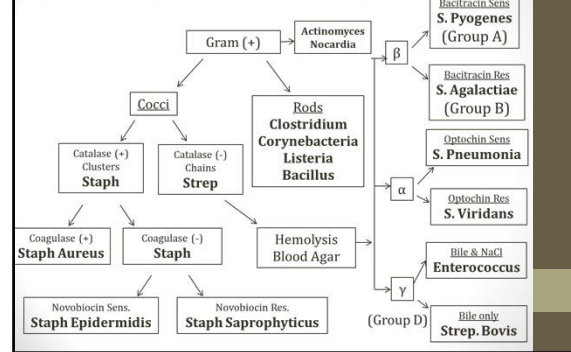 Gram (+)
Actinomyces
Nocardia
Cocci
Rods
Clostridium
Corynebacteria
Listeria
Bacillus
Catalase (+)
Clusters
Staph
Catalase (-)
Chains
Strep
Coagulase (+)
Staph Aureus
Coagulase (-)
Staph
Hemolysis
Blood Agar
Novobiocin Sens.
Staph Epidermidis
Novobiocin Res.
Staph Saprophyticus
β
Bacitracin Sens
S. Pyogenes
(Group A)
Bacitracin Res
S. Agalactiae
(Group B)
α
Optochin Sens
S. Pneumonia
Optochin Res
S. Viridans
γ
(Group D)
Bile & NaCl
Enterococcus
Bile only
Strep. Bovis